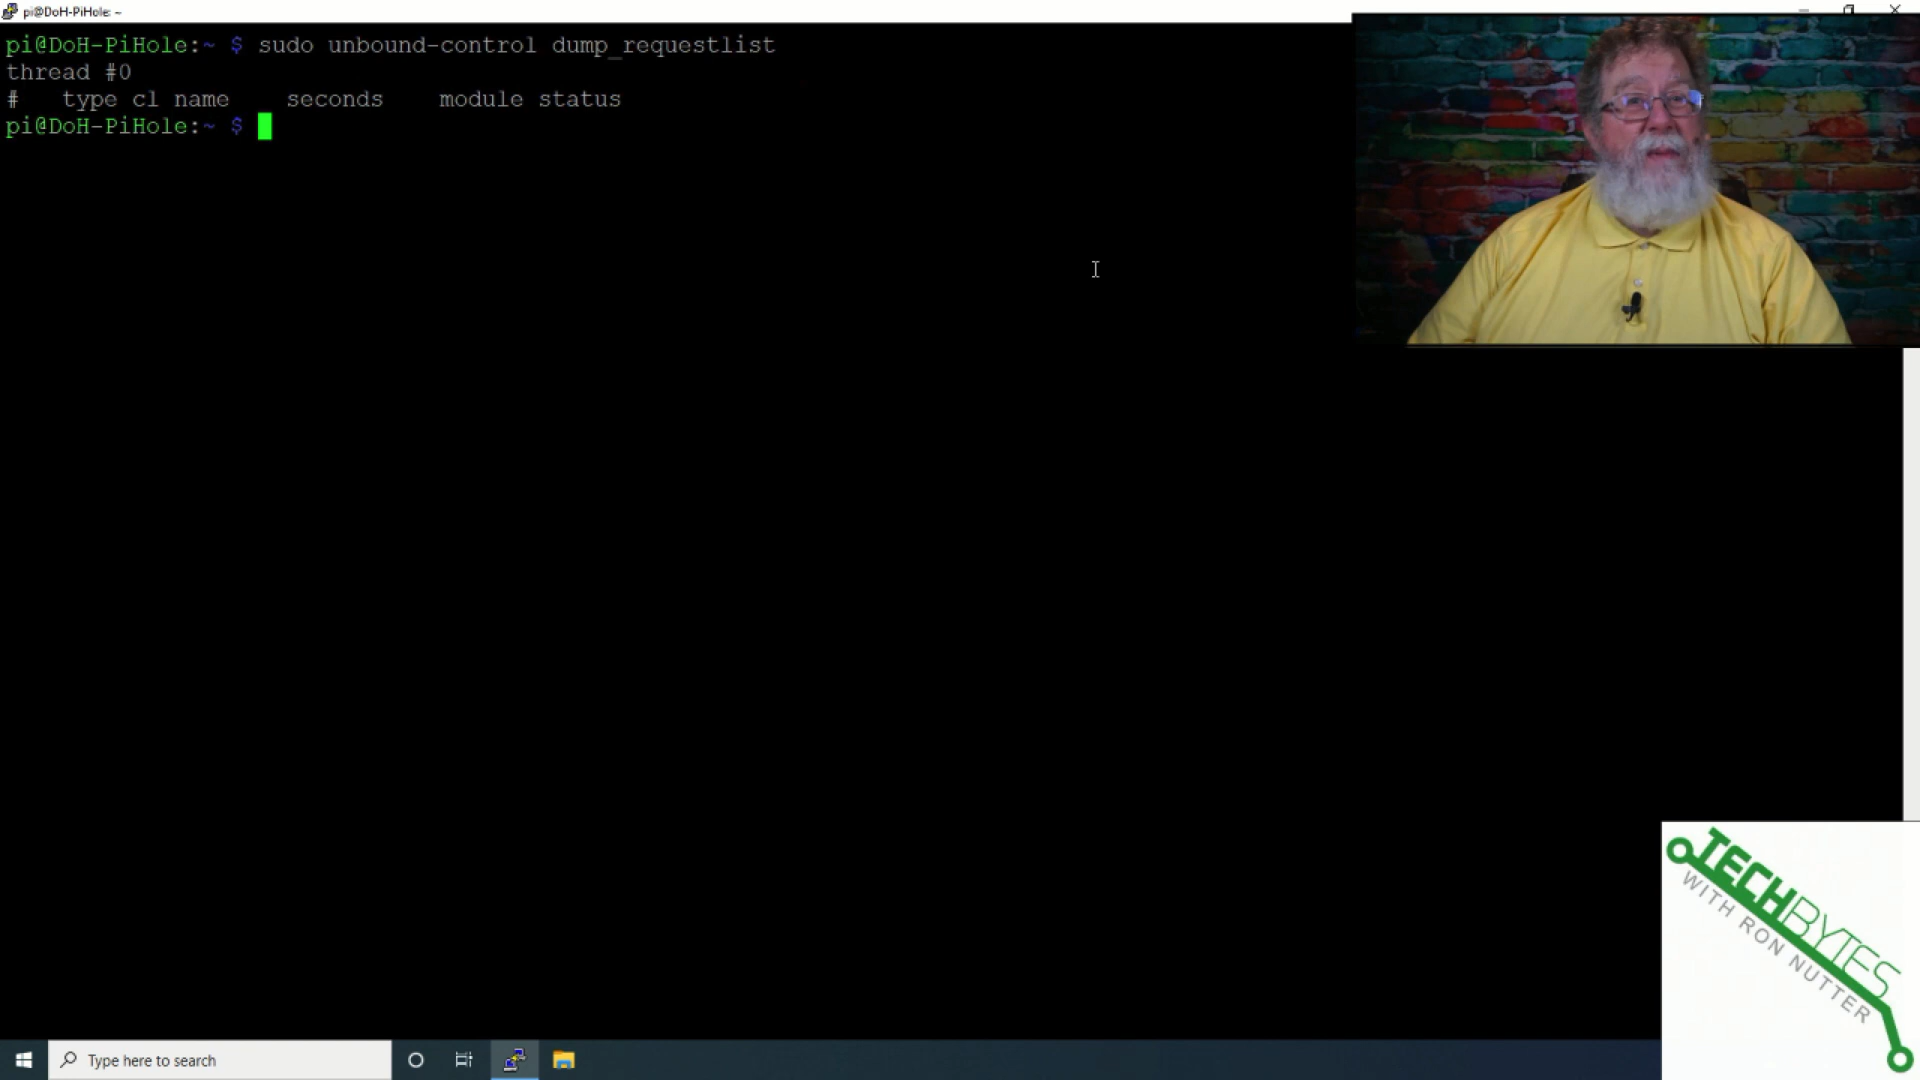 pi@DoH-PiHole: ~
pi@DoH-PiHole:~ $ sudo unbound-control dump_requestlist
thread #0
#   type cl name    seconds    module status
pi@DoH-PiHole:~ $
TECHBYTES
WITH RON NUTTER
Type here to search